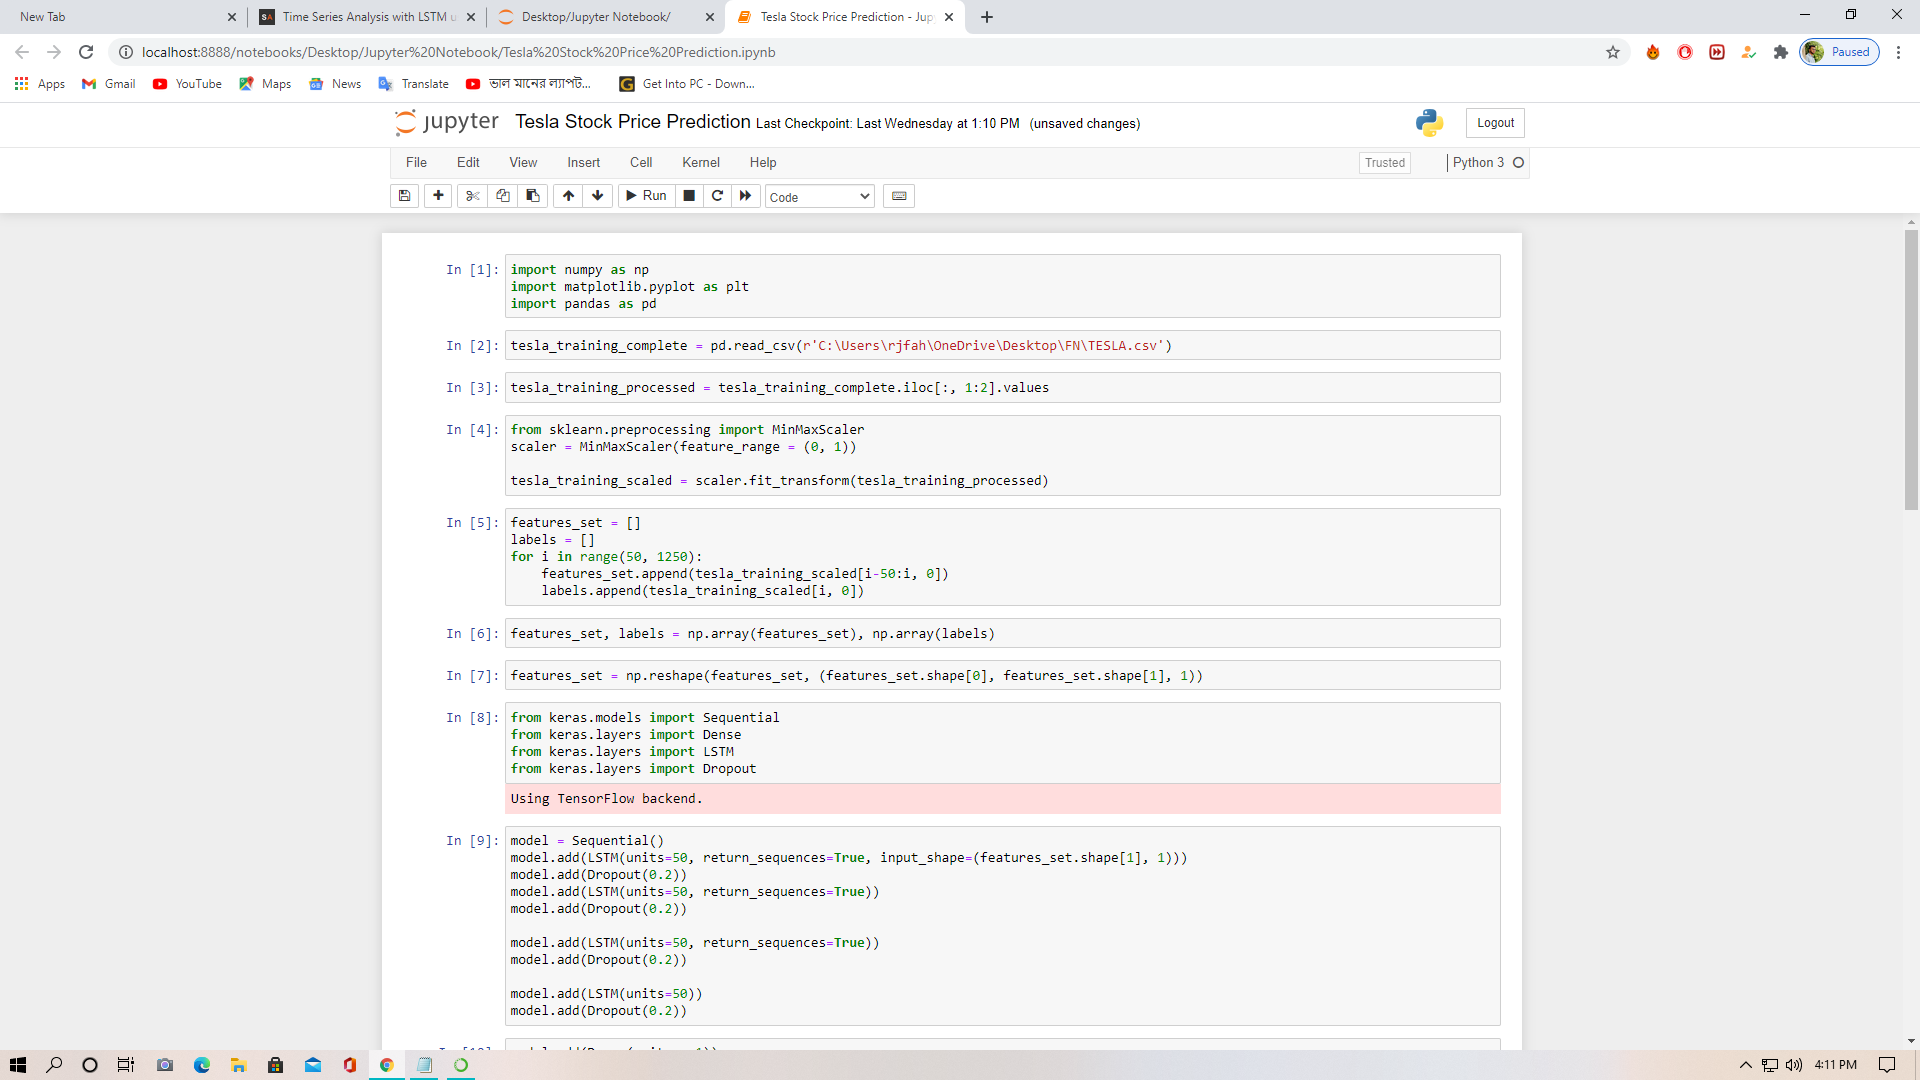 New Tab
SA Time Series Analysis with LSTM u
Desktop/Jupyter Notebook/
Tesla Stock Price Prediction - Jup
localhost:8888/notebooks/Desktop/Jupyter%20Notebook/Tesla%20Stock%20Price%20Prediction.ipynb
Paused
Apps
Gmail
YouTube
Maps
News
Translate
ভাল মানের ল্যাপট...
Get Into PC - Down...
jupyter Tesla Stock Price Prediction Last Checkpoint: Last Wednesday at 1:10 PM (unsaved changes)
Logout
File Edit View Insert Cell Kernel Help
Trusted
Python 3
Run
Code
In [1]: import numpy as np
import matplotlib.pyplot as plt
import pandas as pd
In [2]: tesla_training_complete = pd.read_csv(r'C:\Users\rjfah\OneDrive\Desktop\FN\TESLA.csv')
In [3]: tesla_training_processed = tesla_training_complete.iloc[:, 1:2].values
In [4]: from sklearn.preprocessing import MinMaxScaler
scaler = MinMaxScaler(feature_range = (0, 1))
tesla_training_scaled = scaler.fit_transform(tesla_training_processed)
In [5]: features_set = []
labels = []
for i in range(50, 1250):
    features_set.append(tesla_training_scaled[i-50:i, 0])
    labels.append(tesla_training_scaled[i, 0])
In [6]: features_set, labels = np.array(features_set), np.array(labels)
In [7]: features_set = np.reshape(features_set, (features_set.shape[0], features_set.shape[1], 1))
In [8]: from keras.models import Sequential
from keras.layers import Dense
from keras.layers import LSTM
from keras.layers import Dropout
Using TensorFlow backend.
In [9]: model = Sequential()
model.add(LSTM(units=50, return_sequences=True, input_shape=(features_set.shape[1], 1)))
model.add(Dropout(0.2))
model.add(LSTM(units=50, return_sequences=True))
model.add(Dropout(0.2))
model.add(LSTM(units=50, return_sequences=True))
model.add(Dropout(0.2))
model.add(LSTM(units=50))
model.add(Dropout(0.2))
4:11 PM